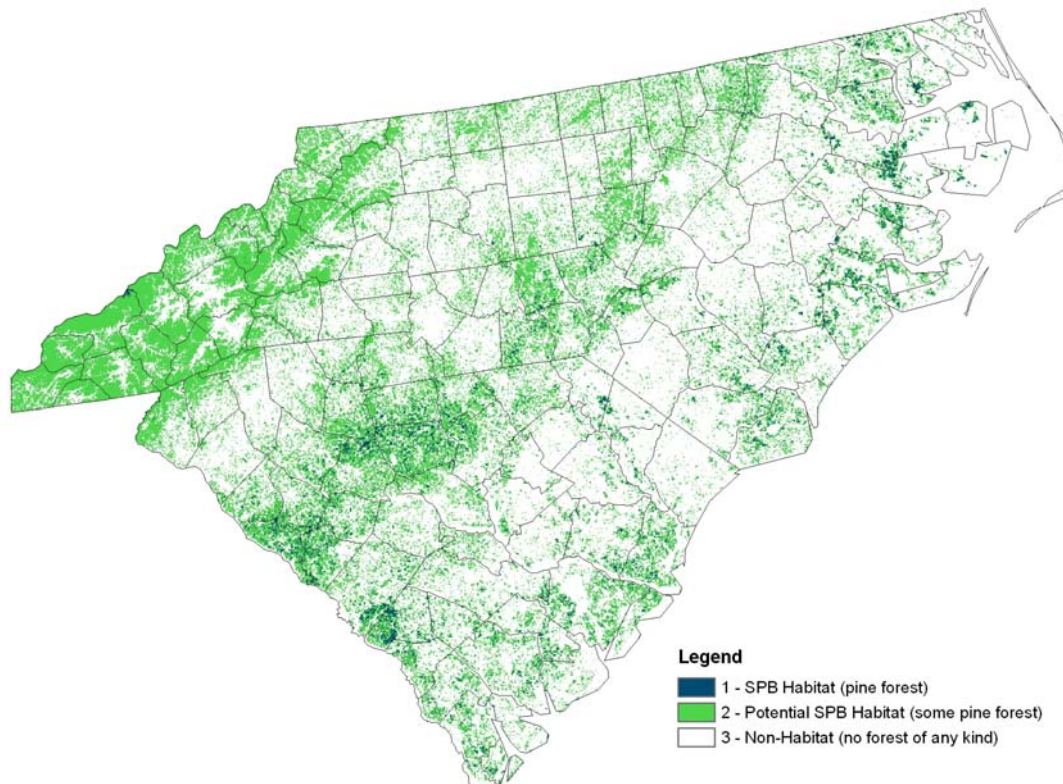 Legend
1 - SPB Habitat (pine forest)
2 - Potential SPB Habitat (some pine forest)
3 - Non-Habitat (no forest of any kind)